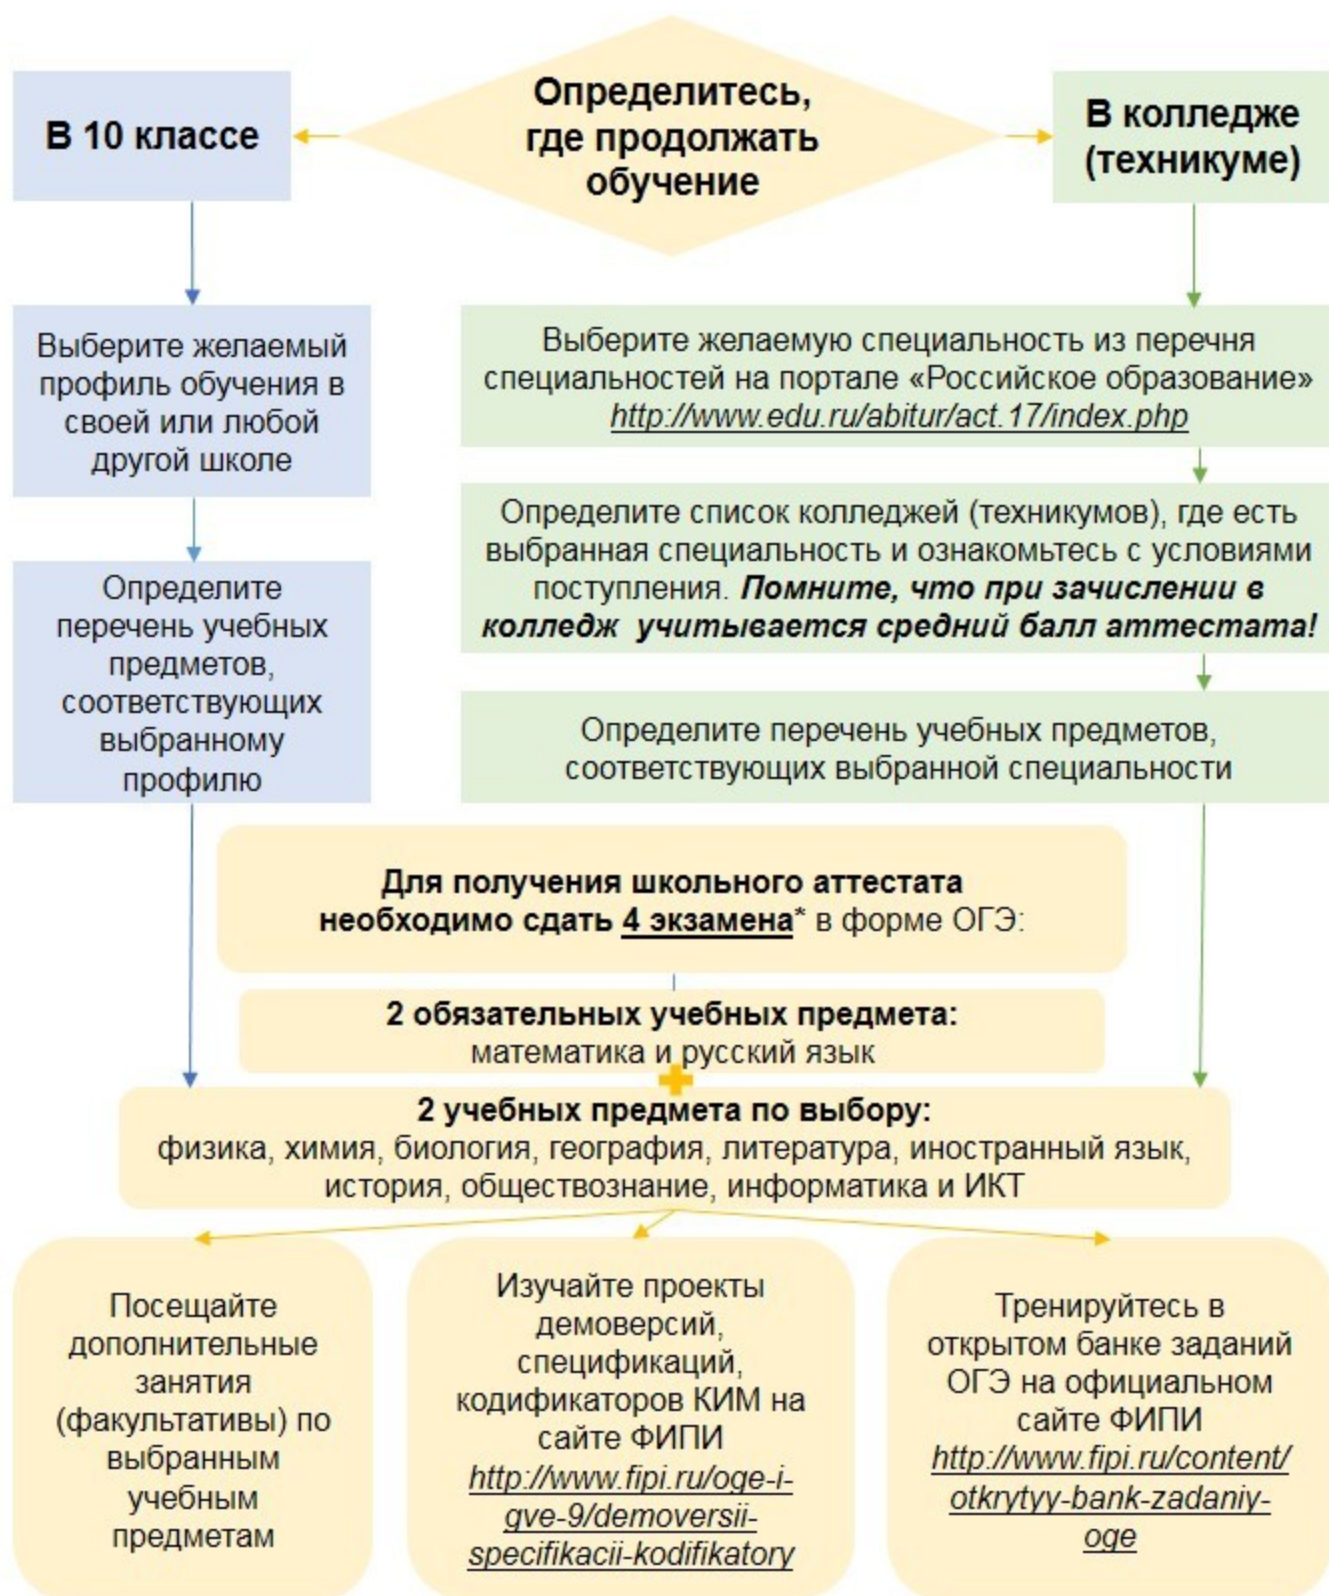 Определитесь,
где продолжать
обучение
В 10 классе
В колледже
(техникуме)
Выберите желаемый
профиль обучения в
своей или любой
другой школе
Определите
перечень учебных
предметов,
соответствующих
выбранному
профилю
Выберите желаемую специальность из перечня
специальностей на портале «Российское образование»
http://www.edu.ru/abitur/act.17/index.php
Определите список колледжей (техникумов), где есть
выбранная специальность и ознакомьтесь с условиями
поступления. Помните, что при зачислении в
колледж учитывается средний балл аттестата!
Определите перечень учебных предметов,
соответствующих выбранной специальности
Для получения школьного аттестата
необходимо сдать 4 экзамена* в форме ОГЭ:
2 обязательных учебных предмета:
математика и русский язык
2 учебных предмета по выбору:
физика, химия, биология, география, литература, иностранный язык,
история, обществознание, информатика и ИКТ
Посещайте
дополнительные
занятия
(факультативы) по
выбранным
учебным
предметам
Изучайте проекты
демоверсий,
спецификаций,
кодификаторов КИМ на
сайте ФИПИ
http://www.fipi.ru/oge-i-
gve-9/demoversii-
specifikacii-kodifikatory
Тренируйтесь в
открытом банке заданий
ОГЭ на официальном
сайте ФИПИ
http://www.fipi.ru/content/
otkrytyy-bank-zadaniy-
oge